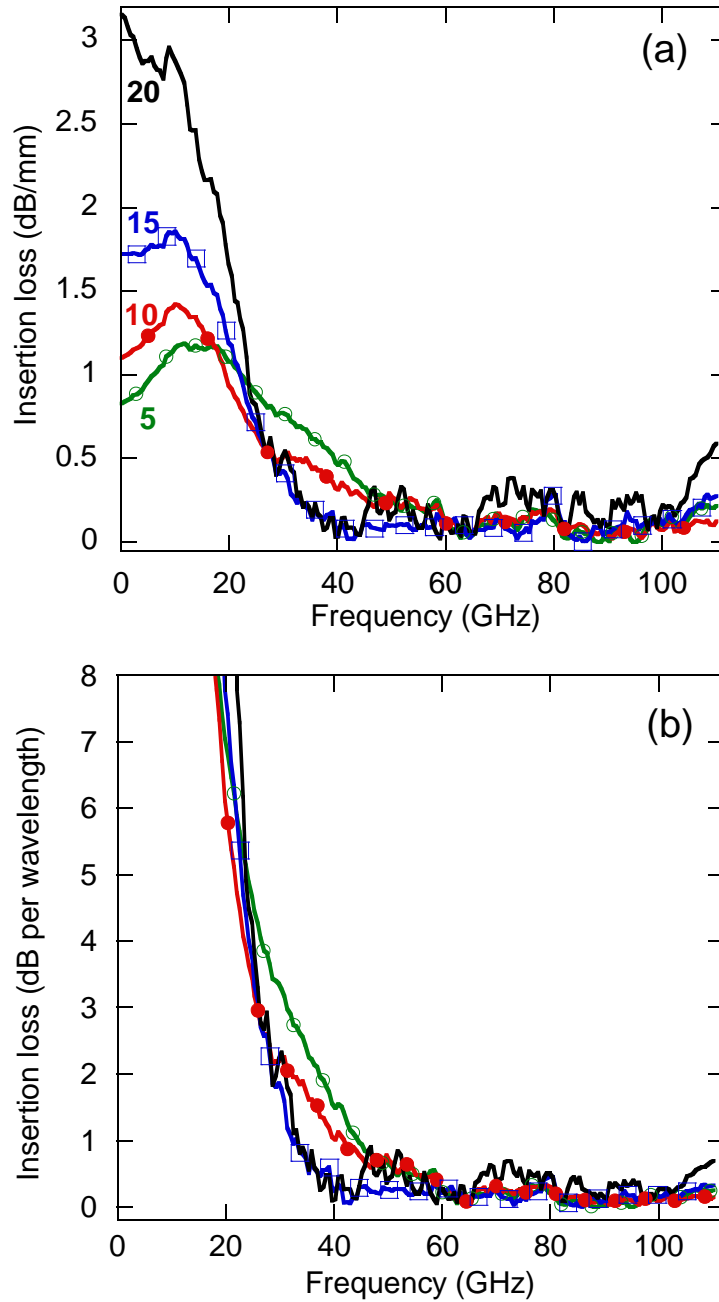 (a)
3
2.5
2
1.5
1
0.5
0
20
15
10
5
Insertion loss (dB/mm)
0 20 40 60 80 100
Frequency (GHz)
(b)
8
7
6
5
4
3
2
1
0
Insertion loss (dB per wavelength)
0 20 40 60 80 100
Frequency (GHz)